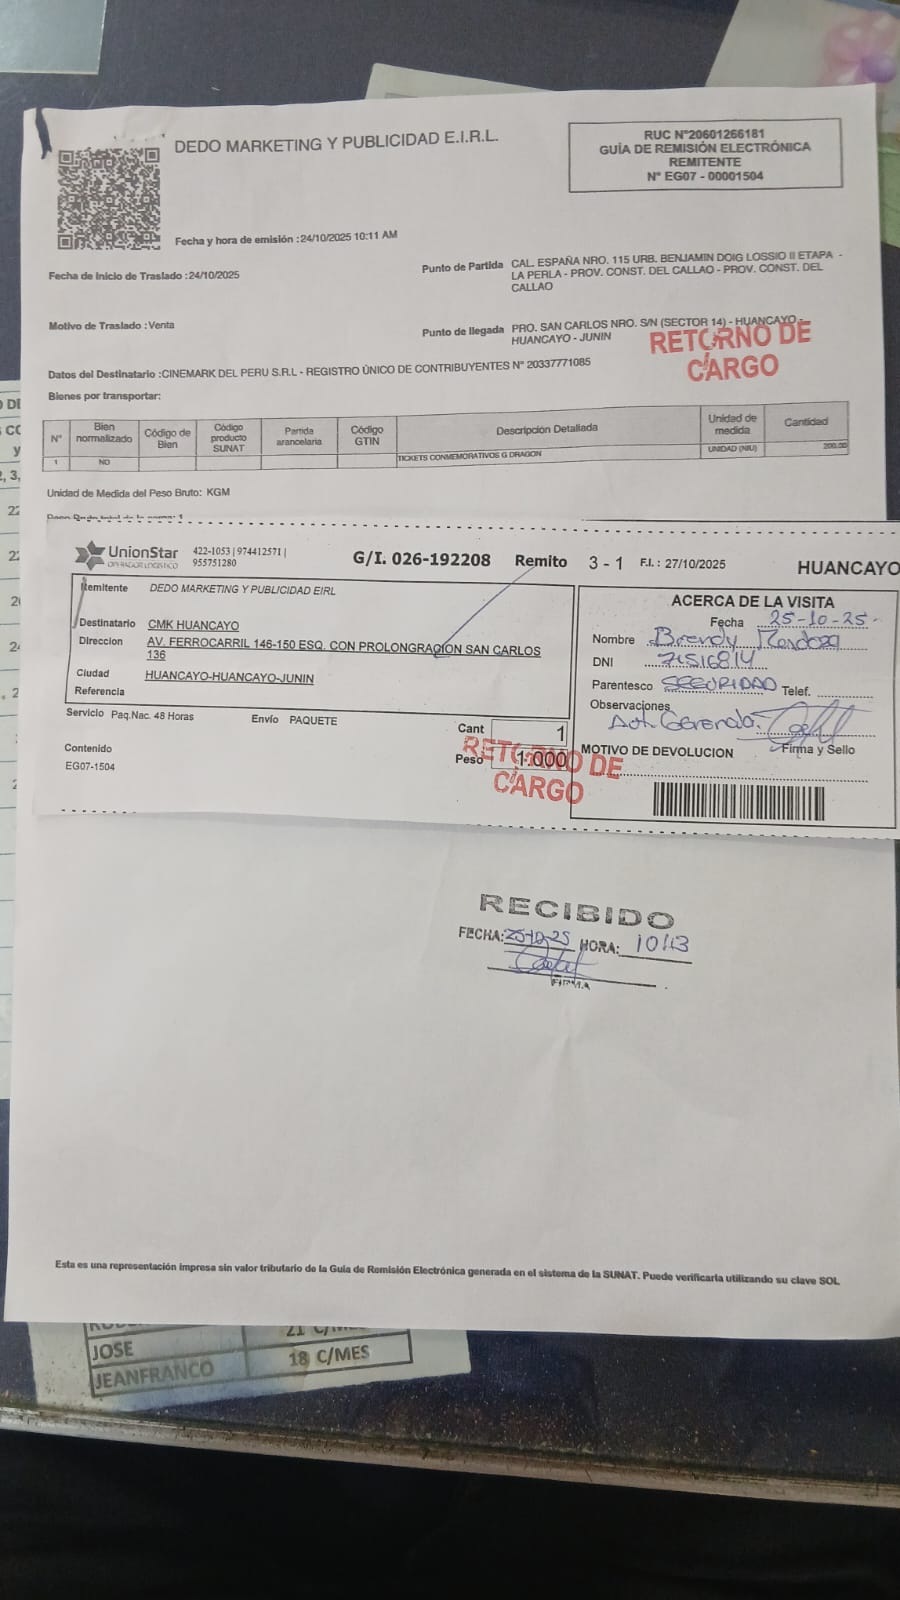 DEDO MARKETING Y PUBLICIDAD E.I.R.L.
RUC N°20601266181
GUÍA DE REMISIÓN ELECTRÓNICA
REMITENTE
N° EG07 - 00001504
Fecha y hora de emisión :24/10/2025 10:11 AM
Fecha de Inicio de Traslado :24/10/2025
Punto de Partida CAL. ESPAÑA NRO. 115 URB. BENJAMIN DOIG LOSSIO II ETAPA -
LA PERLA - PROV. CONST. DEL CALLAO - PROV. CONST. DEL
CALLAO
Motivo de Traslado :Venta
Punto de llegada PRO. SAN CARLOS NRO. S/N (SECTOR 14) - HUANCAYO -
HUANCAYO - JUNIN
RETORNO DE
CARGO
Datos del Destinatario :CINEMARK DEL PERU S.R.L - REGISTRO ÚNICO DE CONTRIBUYENTES N° 20337771085
Bienes por transportar:
N° Bien normalizado Código de Bien Código producto SUNAT Partida arancelaria Código GTIN Descripción Detallada Unidad de medida Cantidad
1 NO TICKETS CONMEMORATIVOS G DRAGON UNIDAD (NIU) 200.00
Unidad de Medida del Peso Bruto: KGM
UnionStar
OPERADOR LOGISTICO
422-1053 | 974412571 |
955751280
G/I. 026-192208 Remito 3 - 1 F.I.: 27/10/2025 HUANCAYO
Remitente DEDO MARKETING Y PUBLICIDAD EIRL
Destinatario CMK HUANCAYO
Direccion AV. FERROCARRIL 146-150 ESQ. CON PROLONGRACION SAN CARLOS
136
Ciudad HUANCAYO-HUANCAYO-JUNIN
Referencia
Servicio Paq.Nac. 48 Horas Envío PAQUETE
Cant 1
Peso 1.000
Contenido
EG07-1504
RETORNO DE
CARGO
ACERCA DE LA VISITA
Fecha 25-10-25-
Nombre Brendy Mendoza
DNI 71516814
Parentesco SEGURIDAD Telef.
Observaciones
Firma y Sello
MOTIVO DE DEVOLUCION
RECIBIDO
FECHA: 25-10-25 HORA: 10:13
FIRMA
Esta es una representación impresa sin valor tributario de la Guía de Remisión Electrónica generada en el sistema de la SUNAT. Puede verificarla utilizando su clave SOL
JOSE 18 C/MES
JEANFRANCO